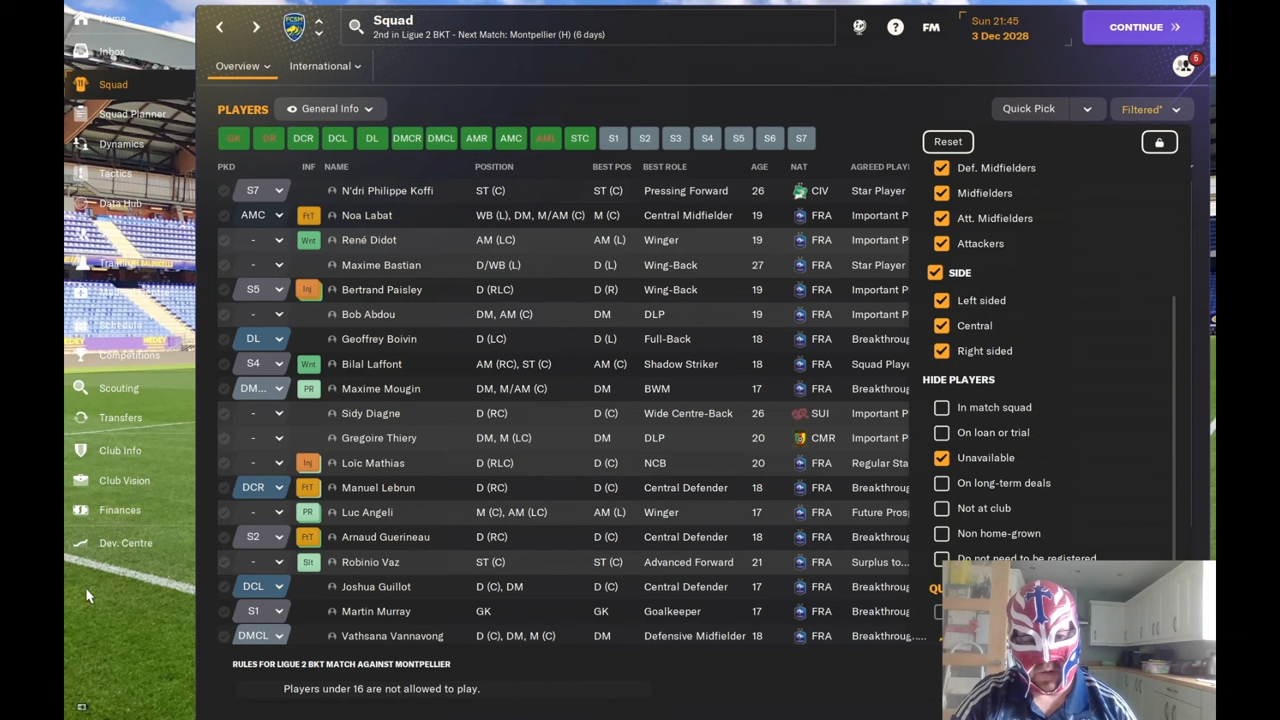 Home
FCSM
Squad
2nd in Ligue 2 BKT - Next Match: Montpellier (H) (6 days)
?
FM
Sun 21:45
3 Dec 2028
CONTINUE
Inbox
Overview
International
5
Squad
Squad Planner
Dynamics
Tactics
Data Hub
Schedule
Competitions
Scouting
Transfers
Club Info
Club Vision
Finances
Dev. Centre
PLAYERS
General Info
Quick Pick
Filtered*
GK DR DCR DCL DL DMCR DMCL AMR AMC AML STC S1 S2 S3 S4 S5 S6 S7
PKD INF NAME POSITION BEST POS BEST ROLE AGE NAT AGREED PLAY
S7 N'dri Philippe Koffi ST (C) ST (C) Pressing Forward 26 CIV Star Player
AMC FtT Noa Labat WB (L), DM, M/AM (C) M (C) Central Midfielder 19 FRA Important P
- Wnt René Didot AM (LC) AM (L) Winger 19 FRA Important P
- Maxime Bastian D/WB (L) D (L) Wing-Back 27 FRA Star Player
S5 Inj Bertrand Paisley D (RLC) D (R) Wing-Back 19 FRA Important P
- Bob Abdou DM, AM (C) DM DLP 19 FRA Important P
DL Geoffrey Boivin D (LC) D (L) Full-Back 18 FRA Breakthroug
S4 Wnt Bilal Laffont AM (RC), ST (C) AM (C) Shadow Striker 18 FRA Squad Playe
DM... PR Maxime Mougin DM, M/AM (C) DM BWM 17 FRA Breakthroug
- Sidy Diagne D (RC) D (C) Wide Centre-Back 26 SUI Important P
- Gregoire Thiery DM, M (LC) DM DLP 20 CMR Important P
- Inj Loïc Mathias D (RLC) D (C) NCB 20 FRA Regular Sta
DCR FtT Manuel Lebrun D (RC) D (C) Central Defender 18 FRA Breakthroug
- PR Luc Angeli M (C), AM (LC) AM (L) Winger 17 FRA Future Prosp
S2 FtT Arnaud Guerineau D (RC) D (C) Central Defender 18 FRA Breakthroug
- Slt Robinio Vaz ST (C) ST (C) Advanced Forward 21 FRA Surplus to...
DCL Joshua Guillot D (C), DM D (C) Central Defender 17 FRA Breakthroug
S1 Martin Murray GK GK Goalkeeper 17 FRA Breakthroug
DMCL Vathsana Vannavong D (C), DM, M (C) DM Defensive Midfielder 18 FRA Breakthroug.....
RULES FOR LIGUE 2 BKT MATCH AGAINST MONTPELLIER
Players under 16 are not allowed to play.
Reset
Def. Midfielders
Midfielders
Att. Midfielders
Attackers
SIDE
Left sided
Central
Right sided
HIDE PLAYERS
In match squad
On loan or trial
Unavailable
On long-term deals
Not at club
Non home-grown
Do not need to be registered